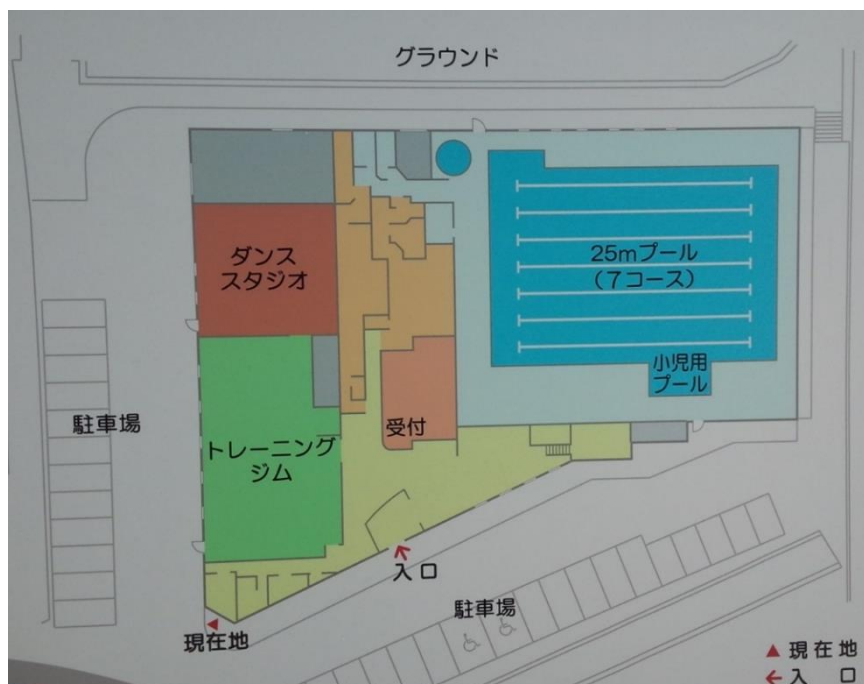 グラウンド
ダンス
スタジオ
25mプール
（7コース）
小児用
プール
駐車場
受付
トレーニング
ジム
入口
駐車場
現在地
▲現在地
←入口